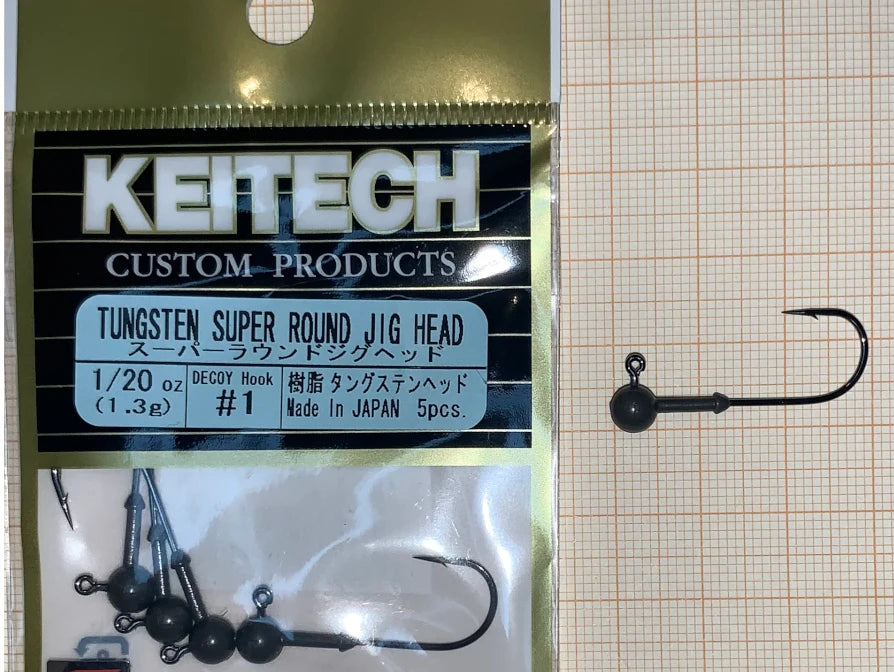 KEITECH
CUSTOM PRODUCTS
TUNGSTEN SUPER ROUND JIG HEAD
スーパーラウンドジグヘッド
1/20 oz
(1.3g)
DECOY Hook
#1
樹脂 タングステンヘッド
Made In JAPAN 5pcs.